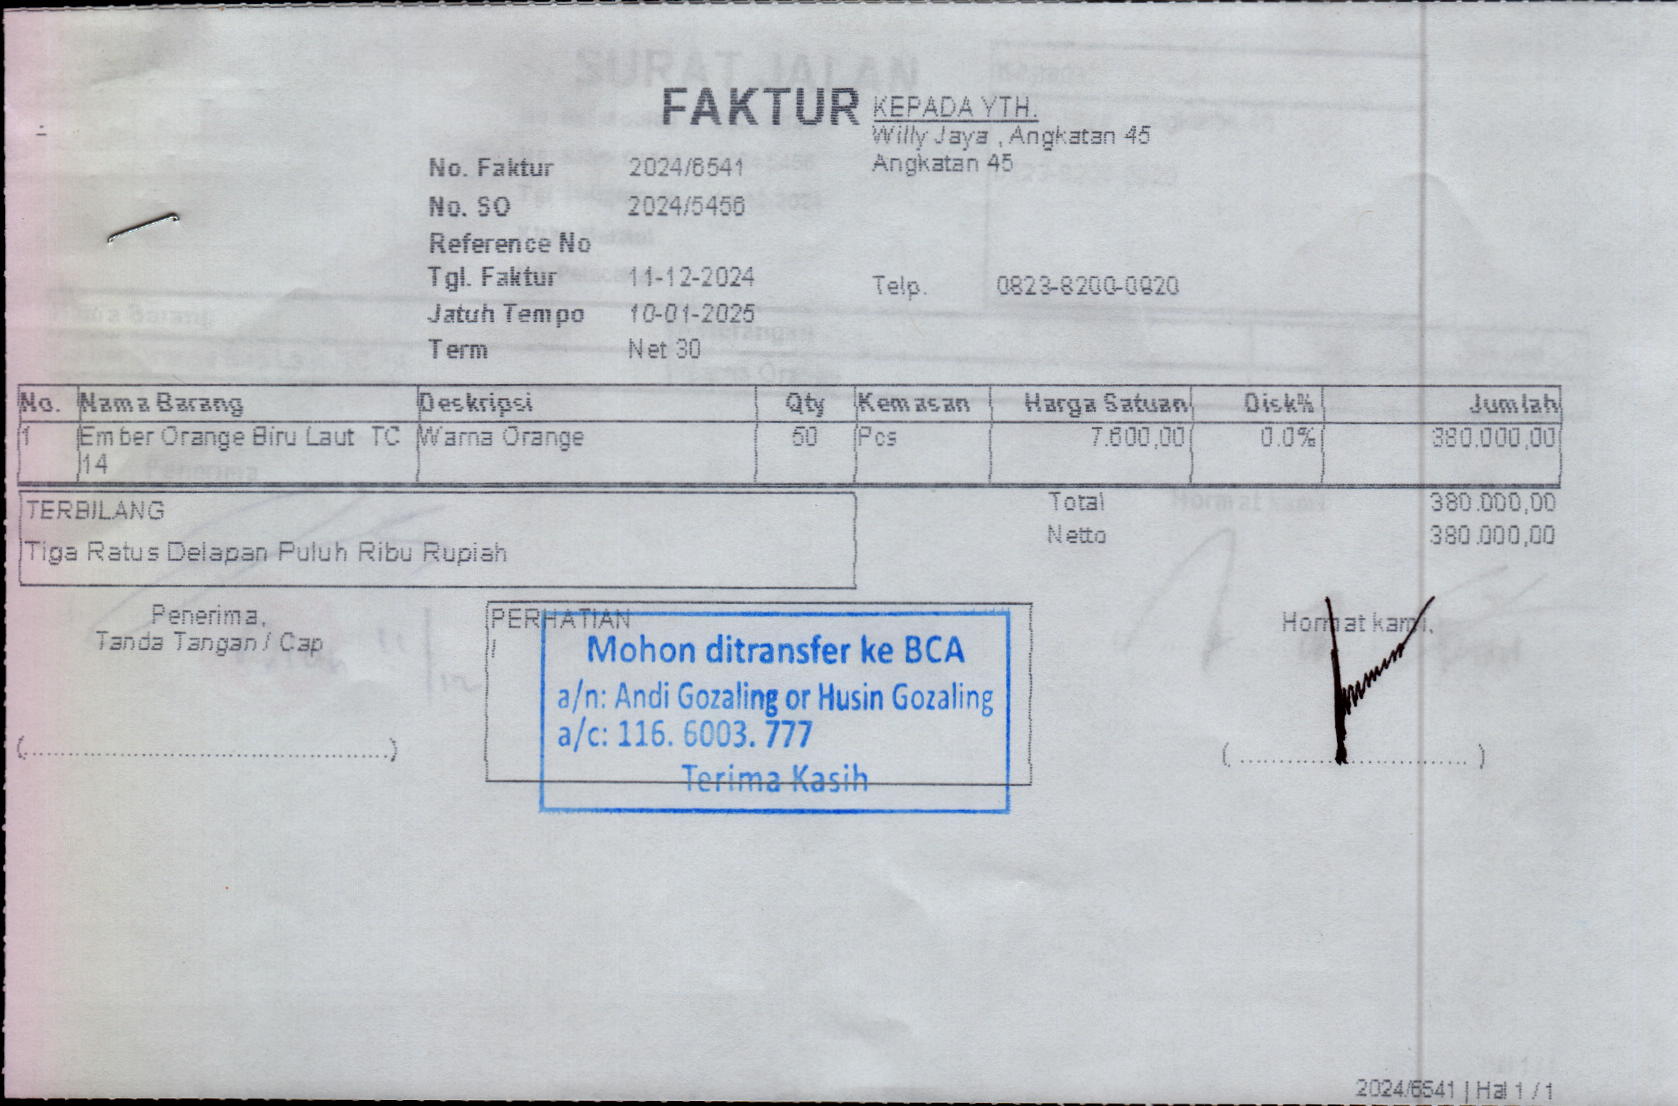 SURAT JALAN
FAKTUR
KEPADA YTH.
Willy Jaya , Angkatan 45
Angkatan 45
No. Faktur 2024/6541
No. SO 2024/5456
Reference No
Tgl. Faktur 11-12-2024
Telp. 0823-8200-0920
Jatuh Tempo 10-01-2025
Term Net 30
No. Nama Barang Deskripsi Qty Kemasan Harga Satuan Disk% Jumlah
1 Ember Orange Biru Laut TC Warna Orange 50 Pcs 7.600,00 0.0% 380.000,00
14
TERBILANG
Tiga Ratus Delapan Puluh Ribu Rupiah
Total 380.000,00
Netto 380.000,00
Penerima,
Tanda Tangan / Cap
PERHATIAN
Mohon ditransfer ke BCA
a/n: Andi Gozaling or Husin Gozaling
a/c: 116. 6003. 777
Terima Kasih
Hormat kami,
2024/6541 | Hal 1 / 1